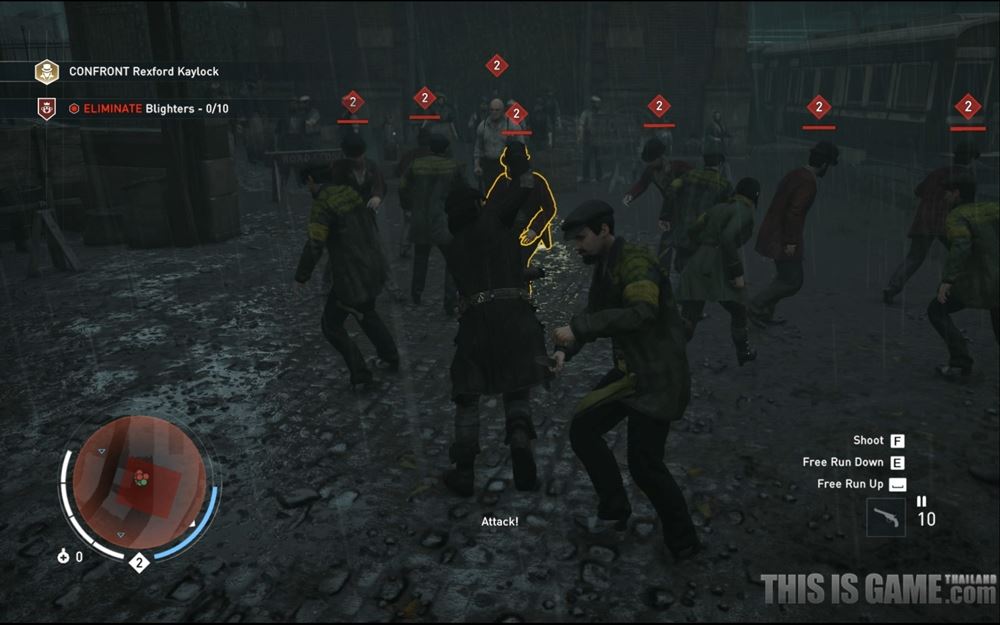 CONFRONT Rexford Kaylock
ELIMINATE Blighters - 0/10
2
2
2
2
2
2
2
Attack!
Shoot F
Free Run Down E
Free Run Up
10
0
2
THIS IS GAME THAILAND .com